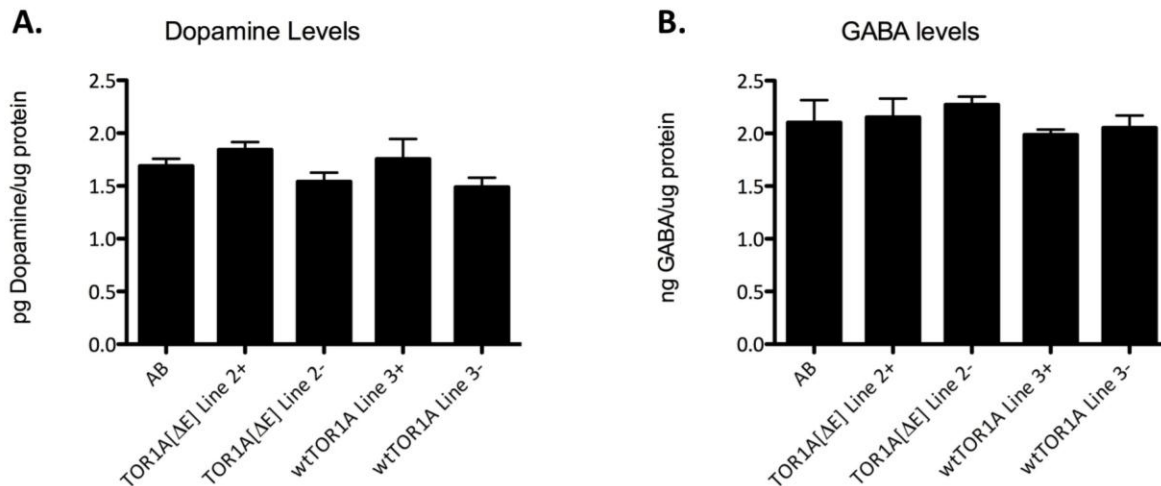 A.
Dopamine Levels
pg Dopamine/ug protein
2.5
2.0
1.5
1.0
0.5
0.0
AB
TOR1A[ΔE] Line 2+
TOR1A[ΔE] Line 2-
wtTOR1A Line 3+
wtTOR1A Line 3-
B.
GABA levels
ng GABA/ug protein
2.5
2.0
1.5
1.0
0.5
0.0
AB
TOR1A[ΔE] Line 2+
TOR1A[ΔE] Line 2-
wtTOR1A Line 3+
wtTOR1A Line 3-